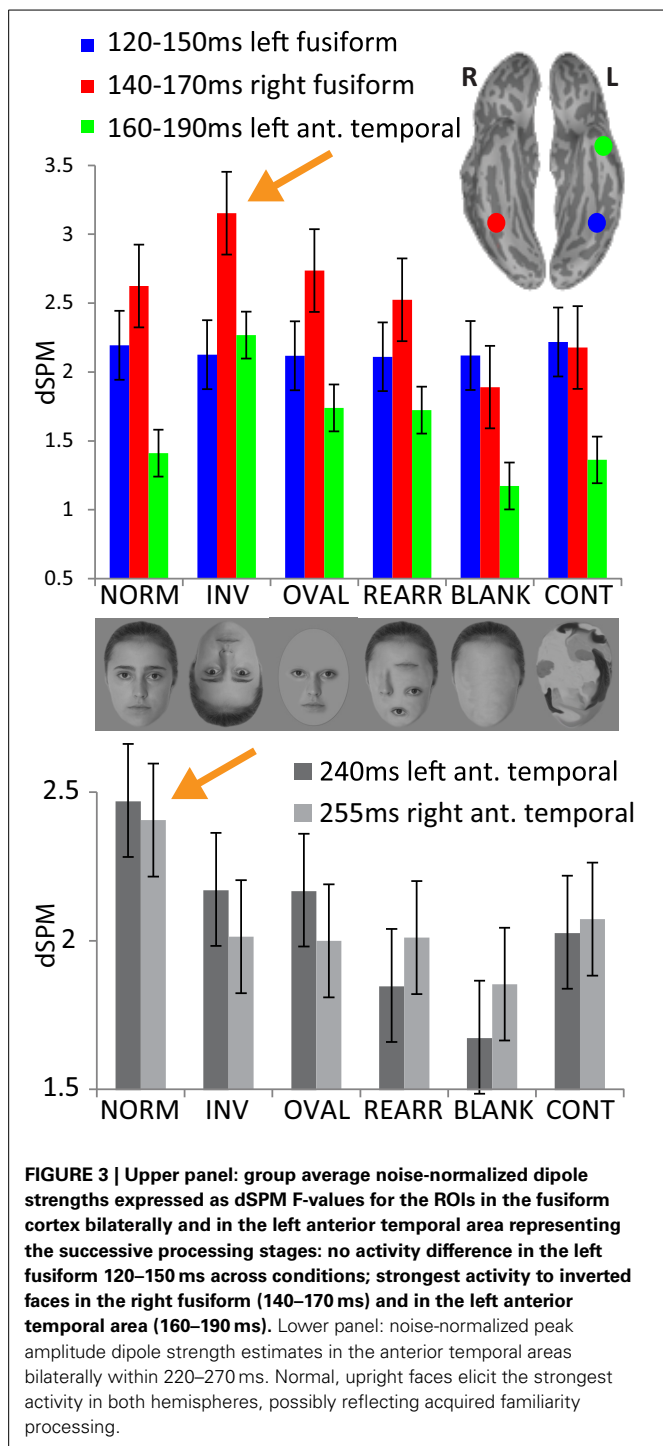 120-150ms left fusiform
140-170ms right fusiform
160-190ms left ant. temporal
R L
3.5
3
2.5
2
1.5
1
0.5
dSPM
NORM INV OVAL REARR BLANK CONT
240ms left ant. temporal
255ms right ant. temporal
2.5
2
1.5
dSPM
NORM INV OVAL REARR BLANK CONT
FIGURE 3 | Upper panel: group average noise-normalized dipole
strengths expressed as dSPM F-values for the ROIs in the fusiform
cortex bilaterally and in the left anterior temporal area representing
the successive processing stages: no activity difference in the left
fusiform 120–150 ms across conditions; strongest activity to inverted
faces in the right fusiform (140–170 ms) and in the left anterior
temporal area (160–190 ms). Lower panel: noise-normalized peak
amplitude dipole strength estimates in the anterior temporal areas
bilaterally within 220–270 ms. Normal, upright faces elicit the strongest
activity in both hemispheres, possibly reflecting acquired familiarity
processing.